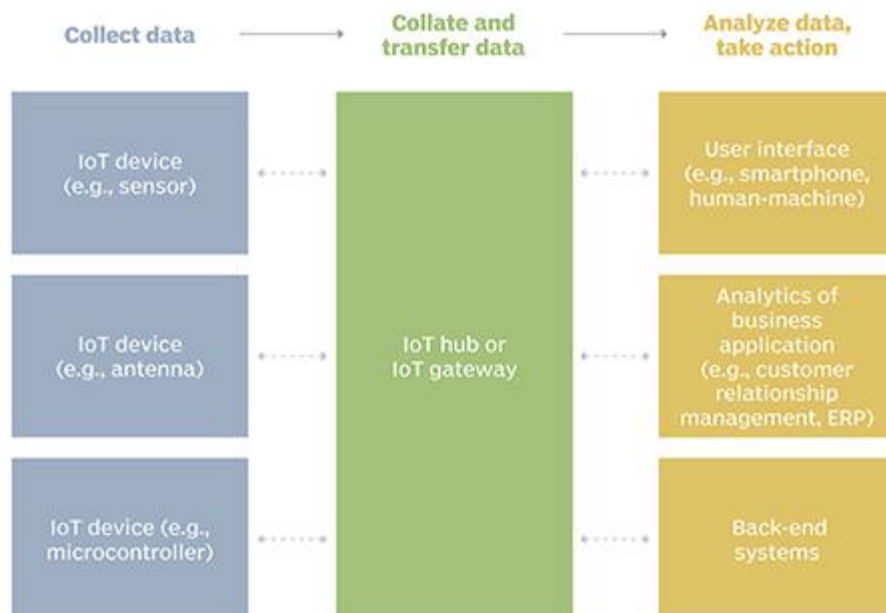 Collect data
Collate and
transfer data
Analyze data,
take action
IoT device
(e.g., sensor)
IoT device
(e.g., antenna)
IoT device (e.g.,
microcontroller)
IoT hub or
IoT gateway
User interface
(e.g., smartphone,
human-machine)
Analytics of
business
application
(e.g., customer
relationship
management, ERP)
Back-end
systems